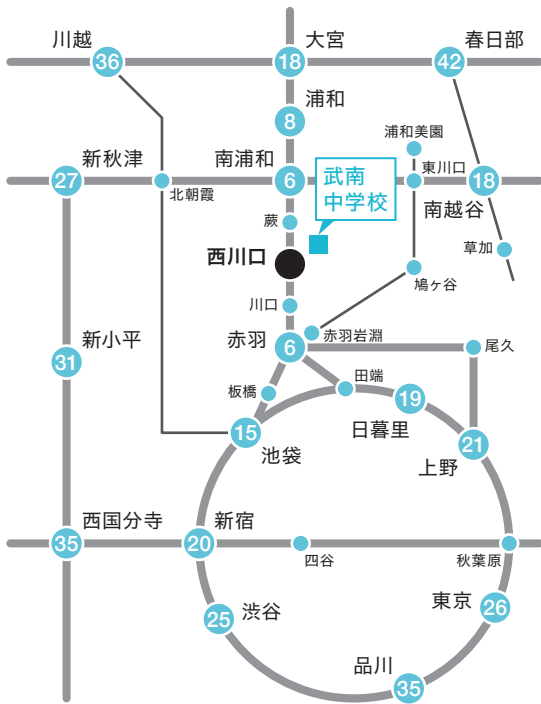 川越
36
大宮
18
春日部
42
浦和
8
浦和美園
新秋津
27
北朝霞
南浦和
6
武南
中学校
東川口
18
南越谷
蕨
草加
西川口
鳩ヶ谷
川口
赤羽
6
赤羽岩淵
尾久
新小平
31
板橋
田端
19
日暮里
15
池袋
上野
21
西国分寺
35
新宿
20
四谷
秋葉原
25
渋谷
東京
26
品川
35